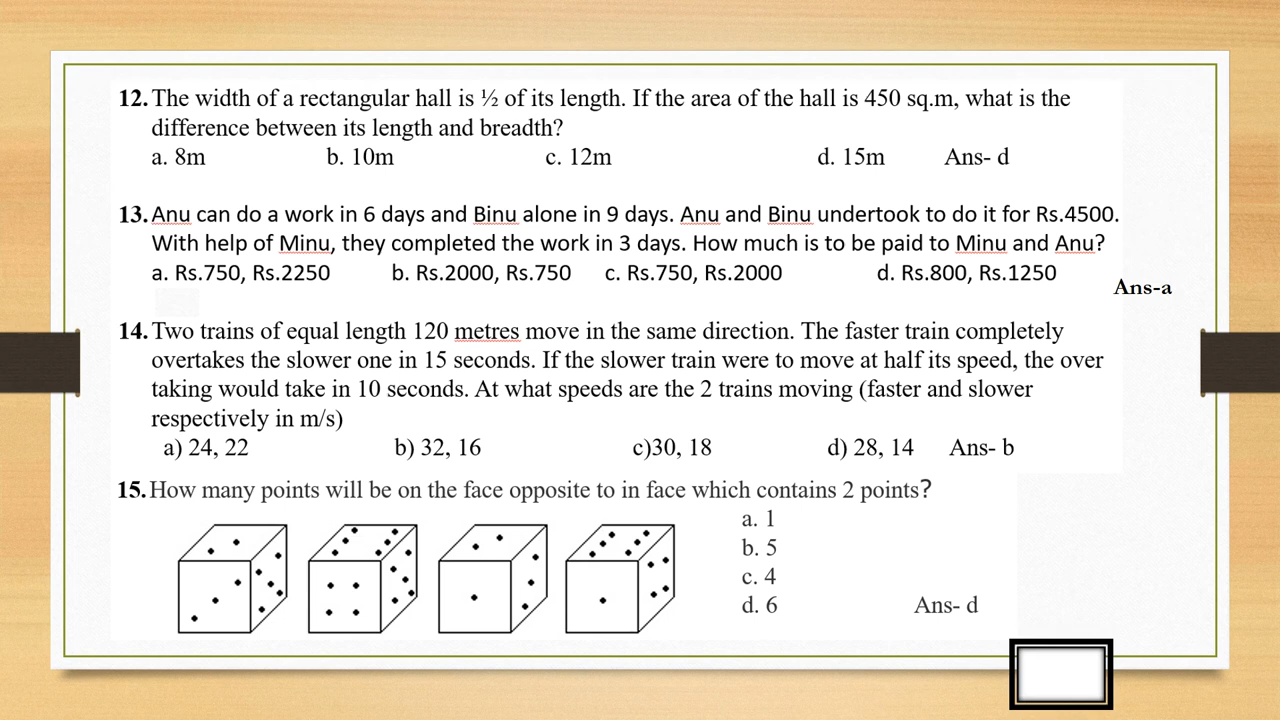 12. The width of a rectangular hall is ½ of its length. If the area of the hall is 450 sq.m, what is the
difference between its length and breadth?
a. 8m b. 10m c. 12m d. 15m Ans- d
13. Anu can do a work in 6 days and Binu alone in 9 days. Anu and Binu undertook to do it for Rs.4500.
With help of Minu, they completed the work in 3 days. How much is to be paid to Minu and Anu?
a. Rs.750, Rs.2250 b. Rs.2000, Rs.750 c. Rs.750, Rs.2000 d. Rs.800, Rs.1250
Ans-a
14. Two trains of equal length 120 metres move in the same direction. The faster train completely
overtakes the slower one in 15 seconds. If the slower train were to move at half its speed, the over
taking would take in 10 seconds. At what speeds are the 2 trains moving (faster and slower
respectively in m/s)
a) 24, 22 b) 32, 16 c)30, 18 d) 28, 14 Ans- b
15. How many points will be on the face opposite to in face which contains 2 points?
a. 1
b. 5
c. 4
d. 6 Ans- d